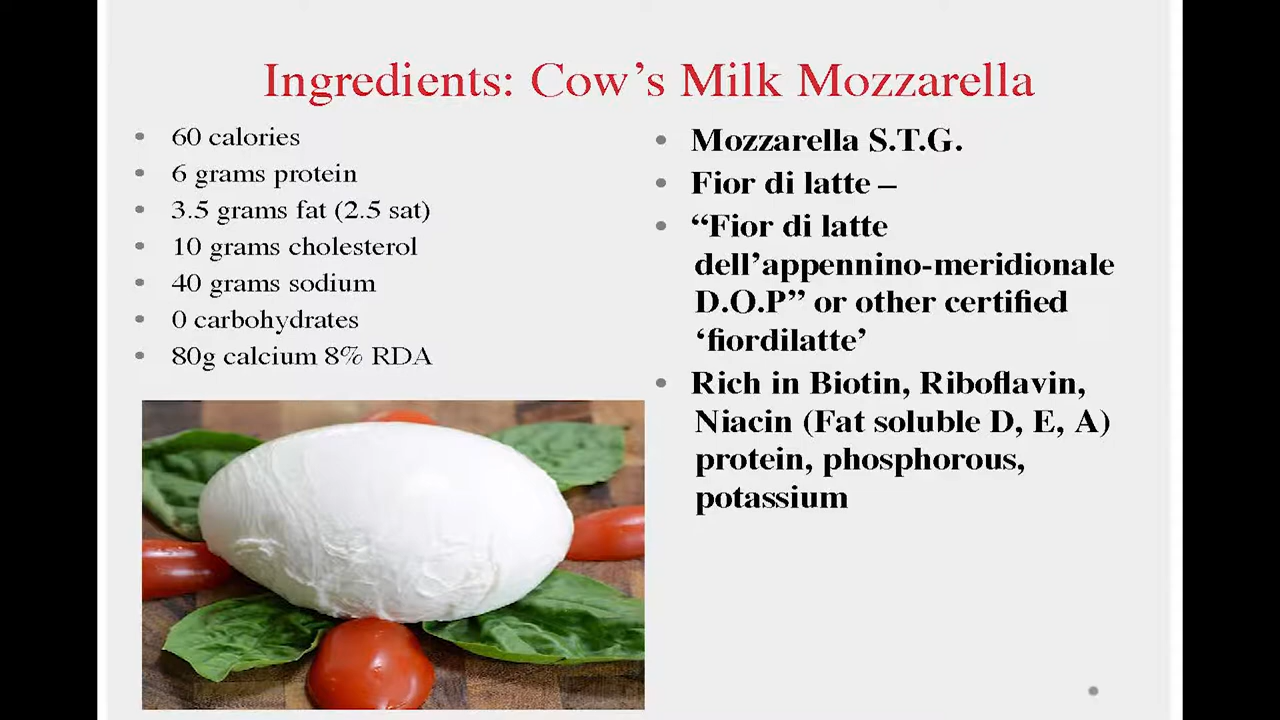 Ingredients: Cow’s Milk Mozzarella
• 60 calories
• 6 grams protein
• 3.5 grams fat (2.5 sat)
• 10 grams cholesterol
• 40 grams sodium
• 0 carbohydrates
• 80g calcium 8% RDA
• Mozzarella S.T.G.
• Fior di latte –
• “Fior di latte
dell’appennino-meridionale
D.O.P” or other certified
‘fiordilatte’
• Rich in Biotin, Riboflavin,
Niacin (Fat soluble D, E, A)
protein, phosphorous,
potassium